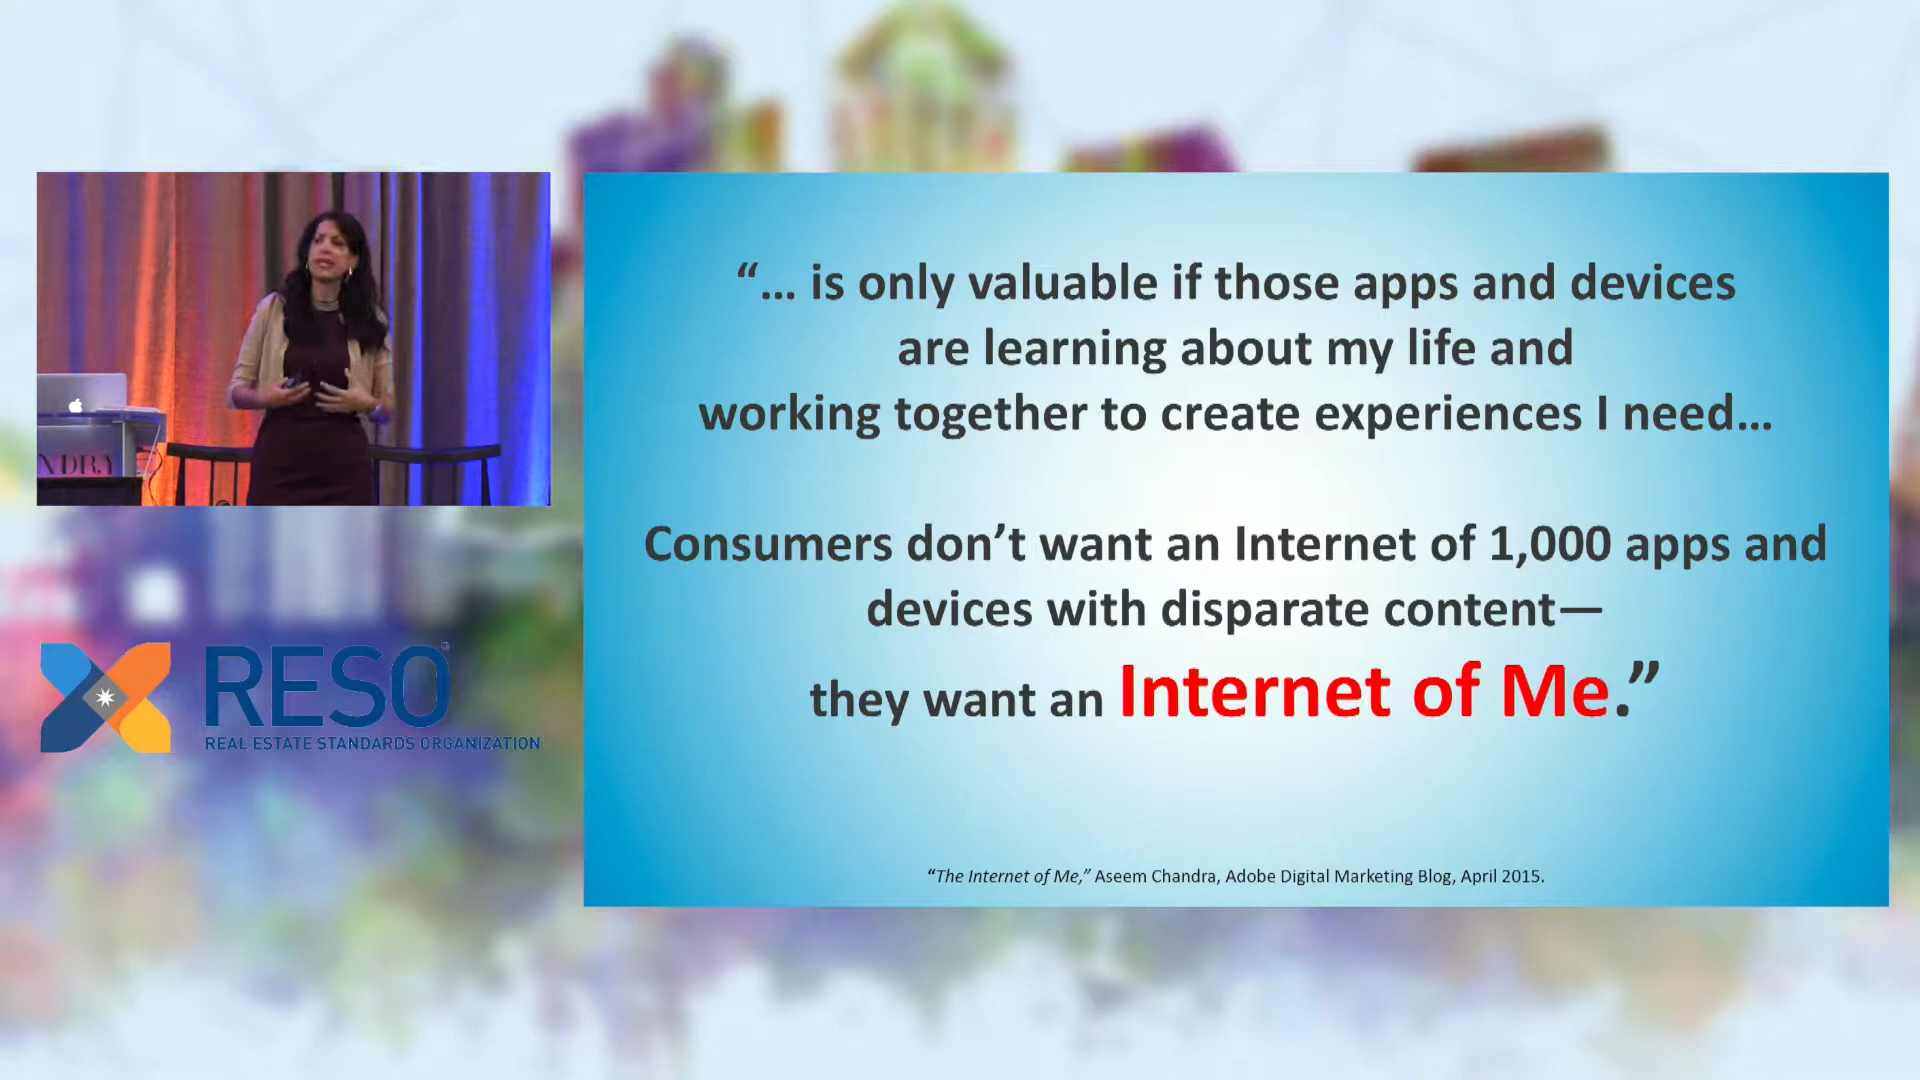 “... is only valuable if those apps and devices
are learning about my life and
working together to create experiences I need...
Consumers don’t want an Internet of 1,000 apps and
devices with disparate content—
they want an Internet of Me.”
“The Internet of Me,” Aseem Chandra, Adobe Digital Marketing Blog, April 2015.
NDRY
RESO
REAL ESTATE STANDARDS ORGANIZATION